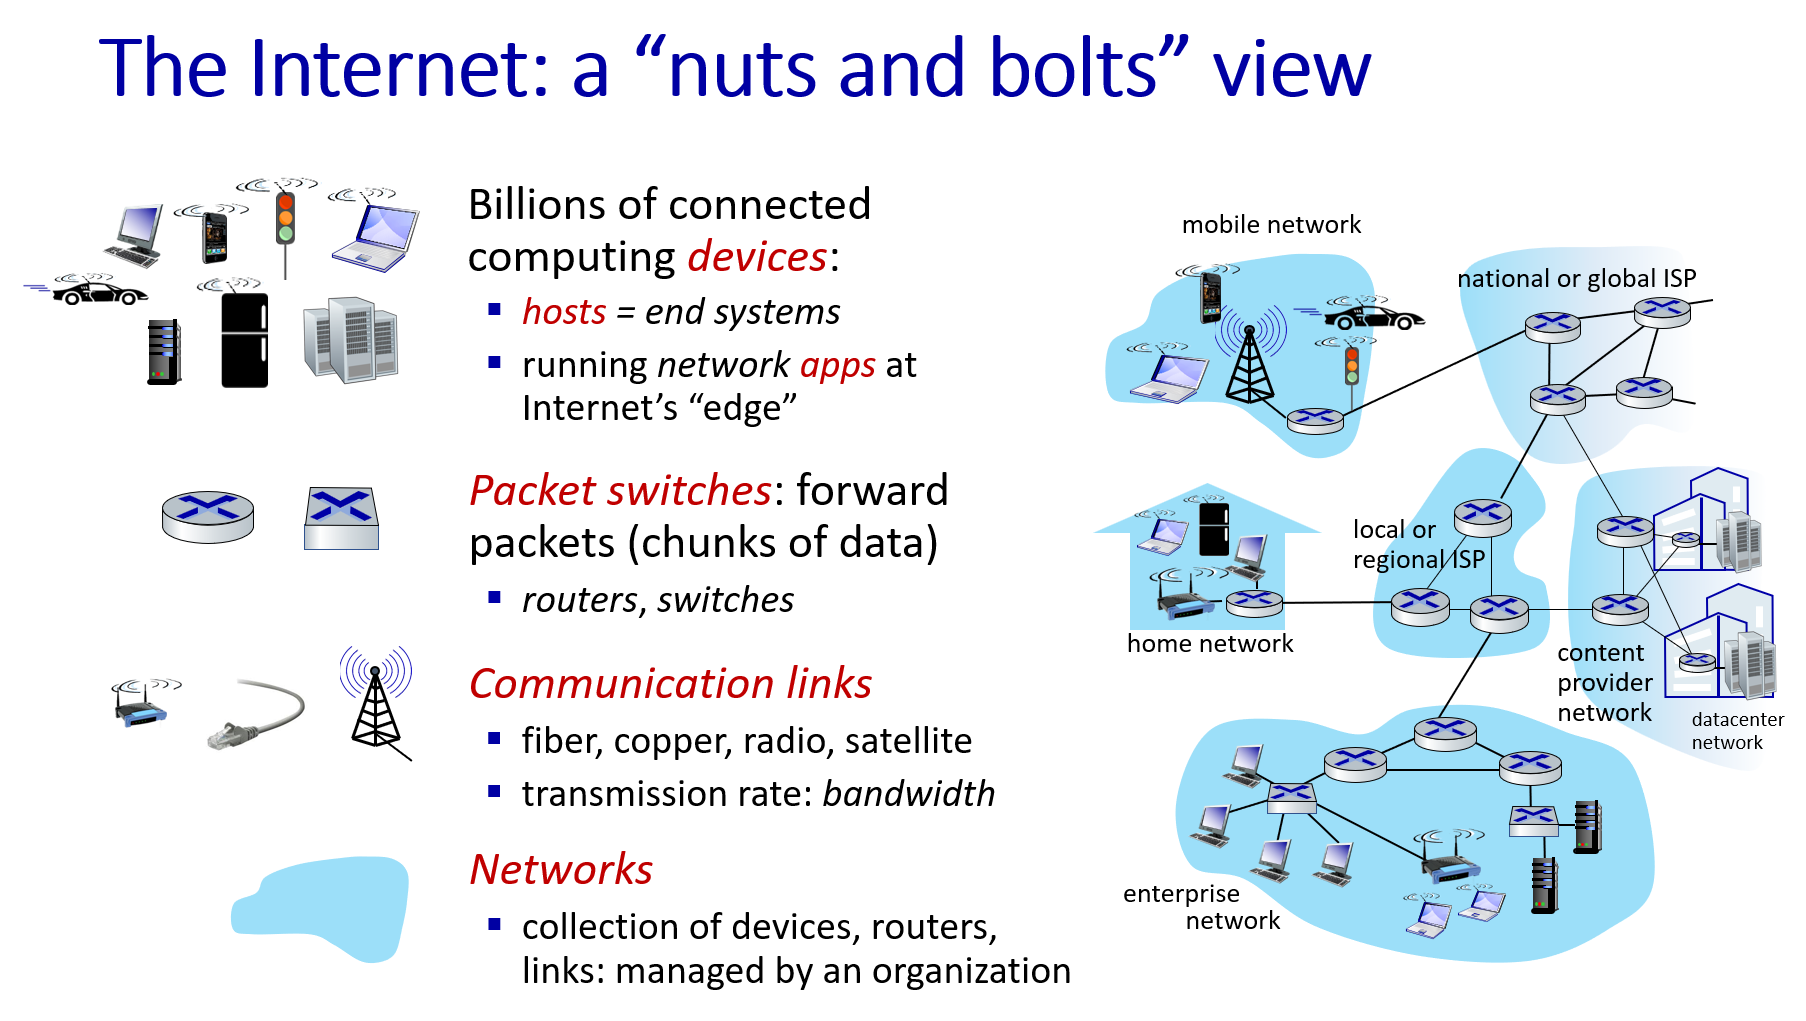 The Internet: a “nuts and bolts” view
Billions of connected
computing devices:
▪ hosts = end systems
▪ running network apps at
Internet’s “edge”
Packet switches: forward
packets (chunks of data)
▪ routers, switches
Communication links
▪ fiber, copper, radio, satellite
▪ transmission rate: bandwidth
Networks
▪ collection of devices, routers,
links: managed by an organization
mobile network
national or global ISP
local or
regional ISP
home network
content
provider
network
datacenter
network
enterprise
network